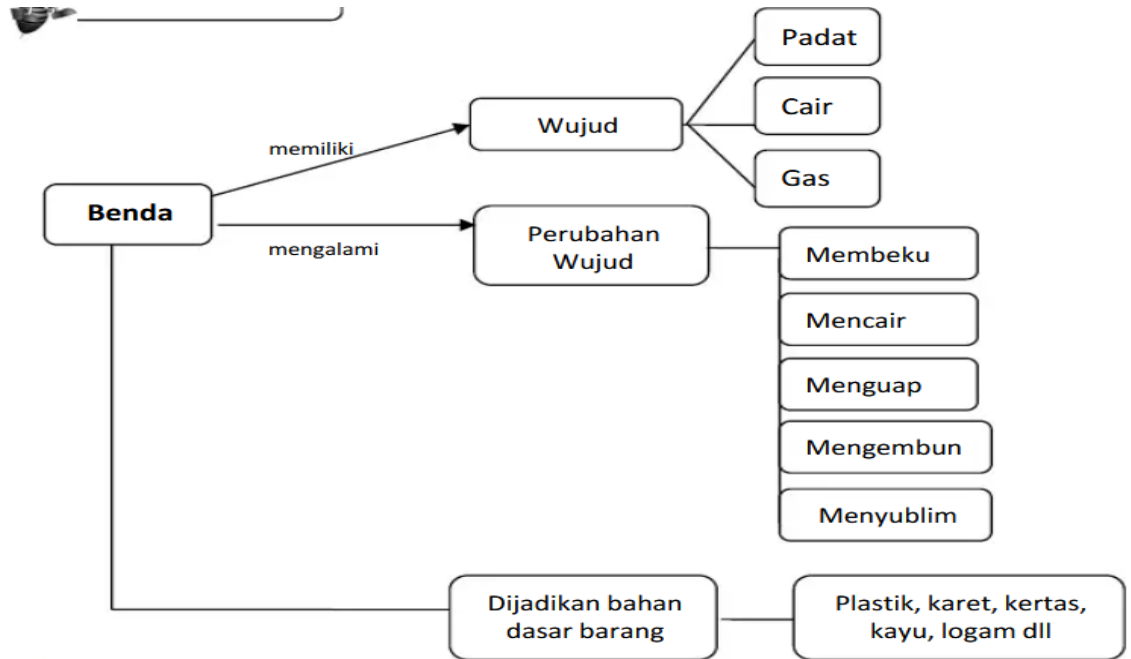 Padat
Cair
Gas
Wujud
memiliki
Benda
mengalami
Perubahan
Wujud
Membeku
Mencair
Menguap
Mengembun
Menyublim
Dijadikan bahan
dasar barang
Plastik, karet, kertas,
kayu, logam dll